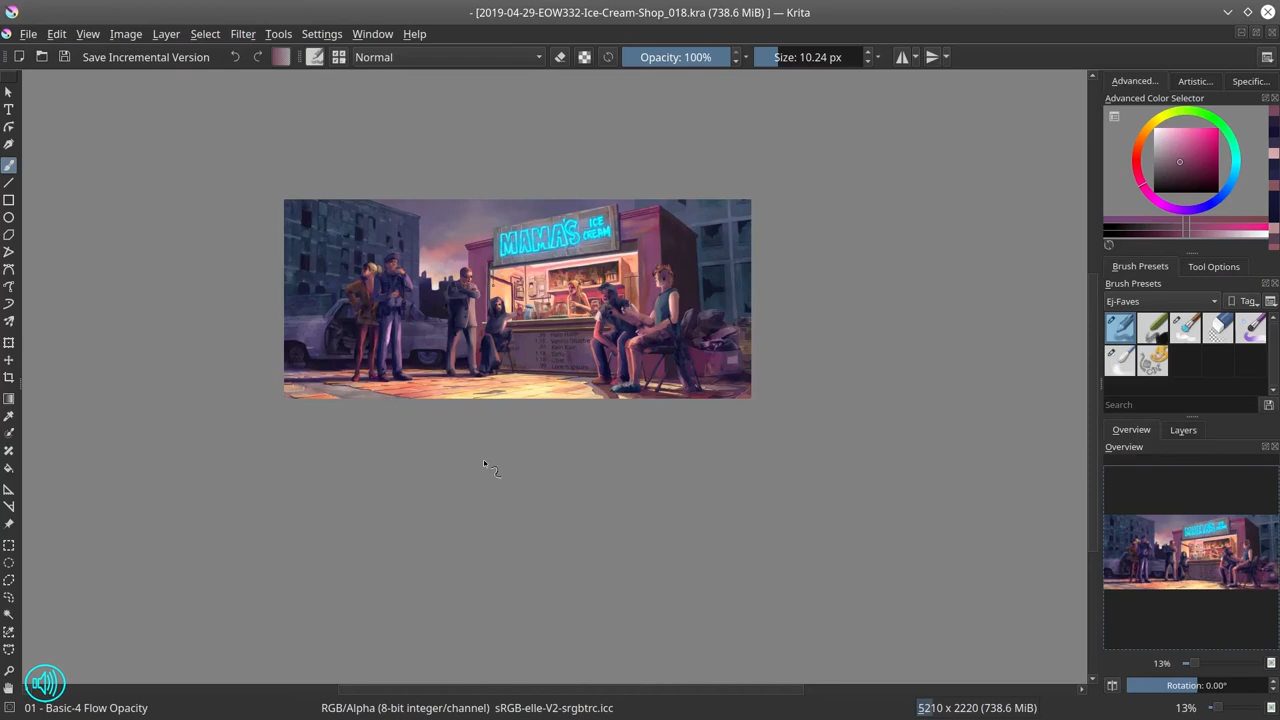 - [2019-04-29-EOW332-Ice-Cream-Shop_018.kra (738.6 MiB) ] — Krita
File Edit View Image Layer Select Filter Tools Settings Window Help
Save Incremental Version Normal Opacity: 100% Size: 10.24 px
Advanced... Artistic... Specific...
Advanced Color Selector
MAMA'S ICE CREAM
Brush Presets Tool Options
Brush Presets
Ej-Faves Tag
Search
Overview Layers
Overview
13%
Rotation: 0.00°
01 - Basic-4 Flow Opacity RGB/Alpha (8-bit integer/channel) sRGB-elle-V2-srgbtrc.icc 5210 x 2220 (738.6 MiB) 13%